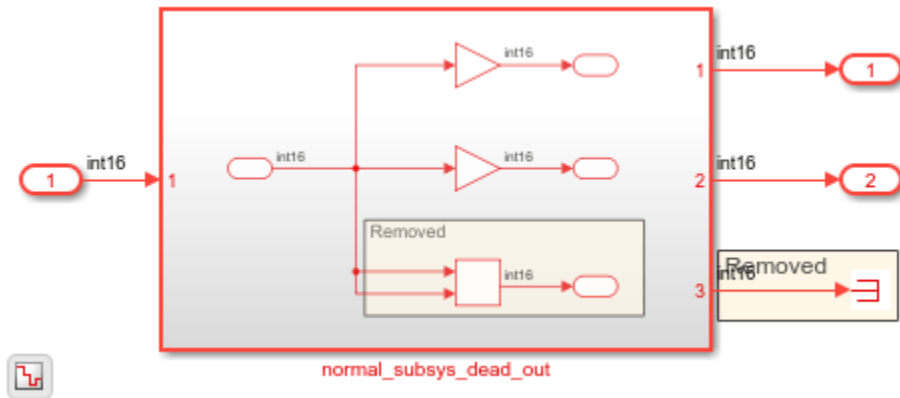 int16
int16
1
int16
1
int16
1
1
int16
int16
2
int16
2
Removed
int16
3
int16
Removed
normal_subsys_dead_out